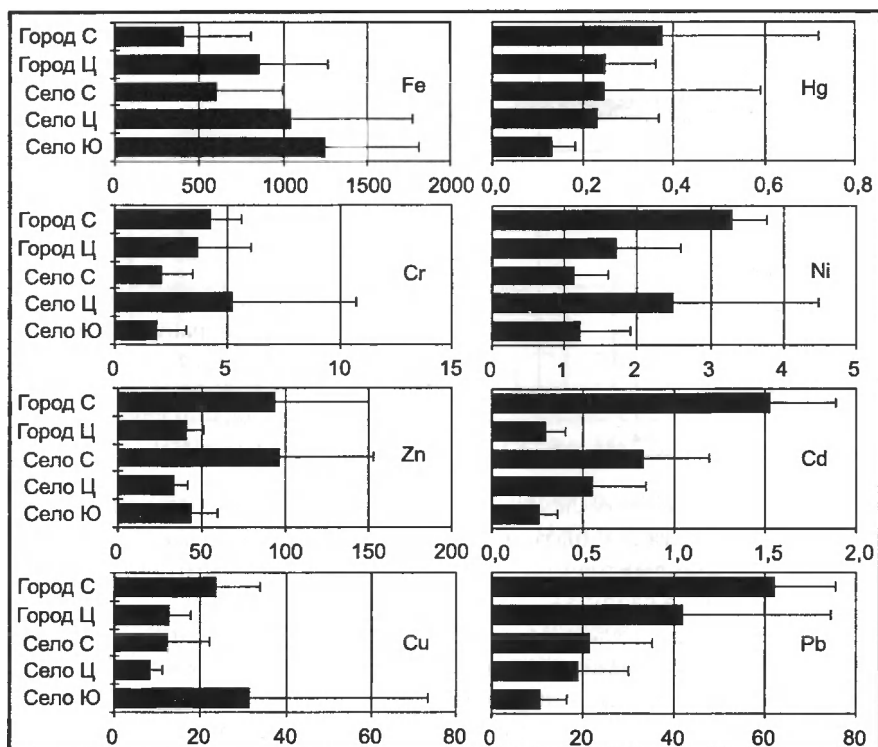 Город С
Город Ц
Село С
Село Ц
Село Ю
Fe
0 500 1000 1500 2000
Hg
0,0 0,2 0,4 0,6 0,8
Город С
Город Ц
Село С
Село Ц
Село Ю
Cr
0 5 10 15
Ni
0 1 2 3 4 5
Город С
Город Ц
Село С
Село Ц
Село Ю
Zn
0 50 100 150 200
Cd
0,0 0,5 1,0 1,5 2,0
Город С
Город Ц
Село С
Село Ц
Село Ю
Cu
0 20 40 60 80
Pb
0 20 40 60 80